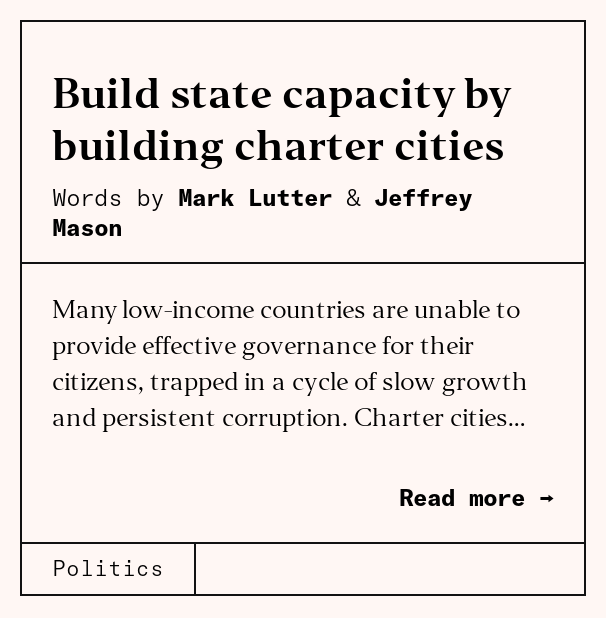 Build state capacity by
building charter cities
Words by Mark Lutter & Jeffrey
Mason
Many low-income countries are unable to
provide effective governance for their
citizens, trapped in a cycle of slow growth
and persistent corruption. Charter cities...
Read more →
Politics